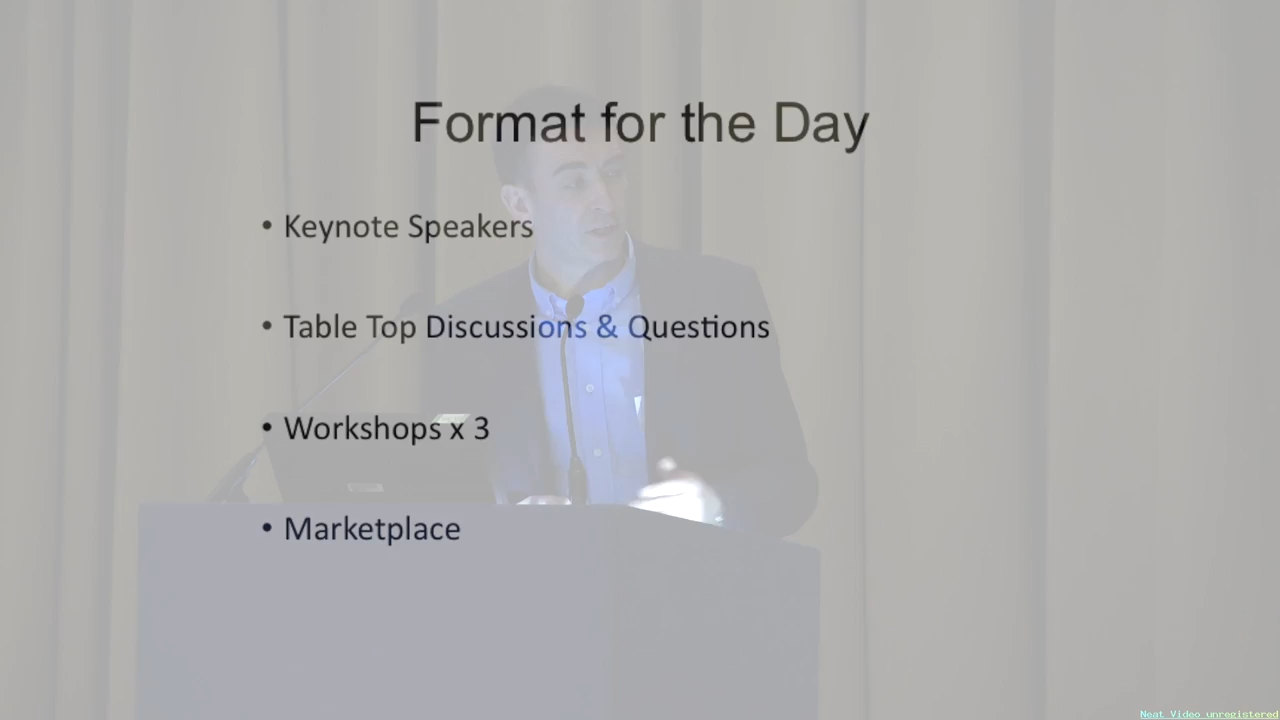 Format for the Day
• Keynote Speakers
• Table Top Discussions & Questions
• Workshops x 3
• Marketplace
Neat Video unregistered